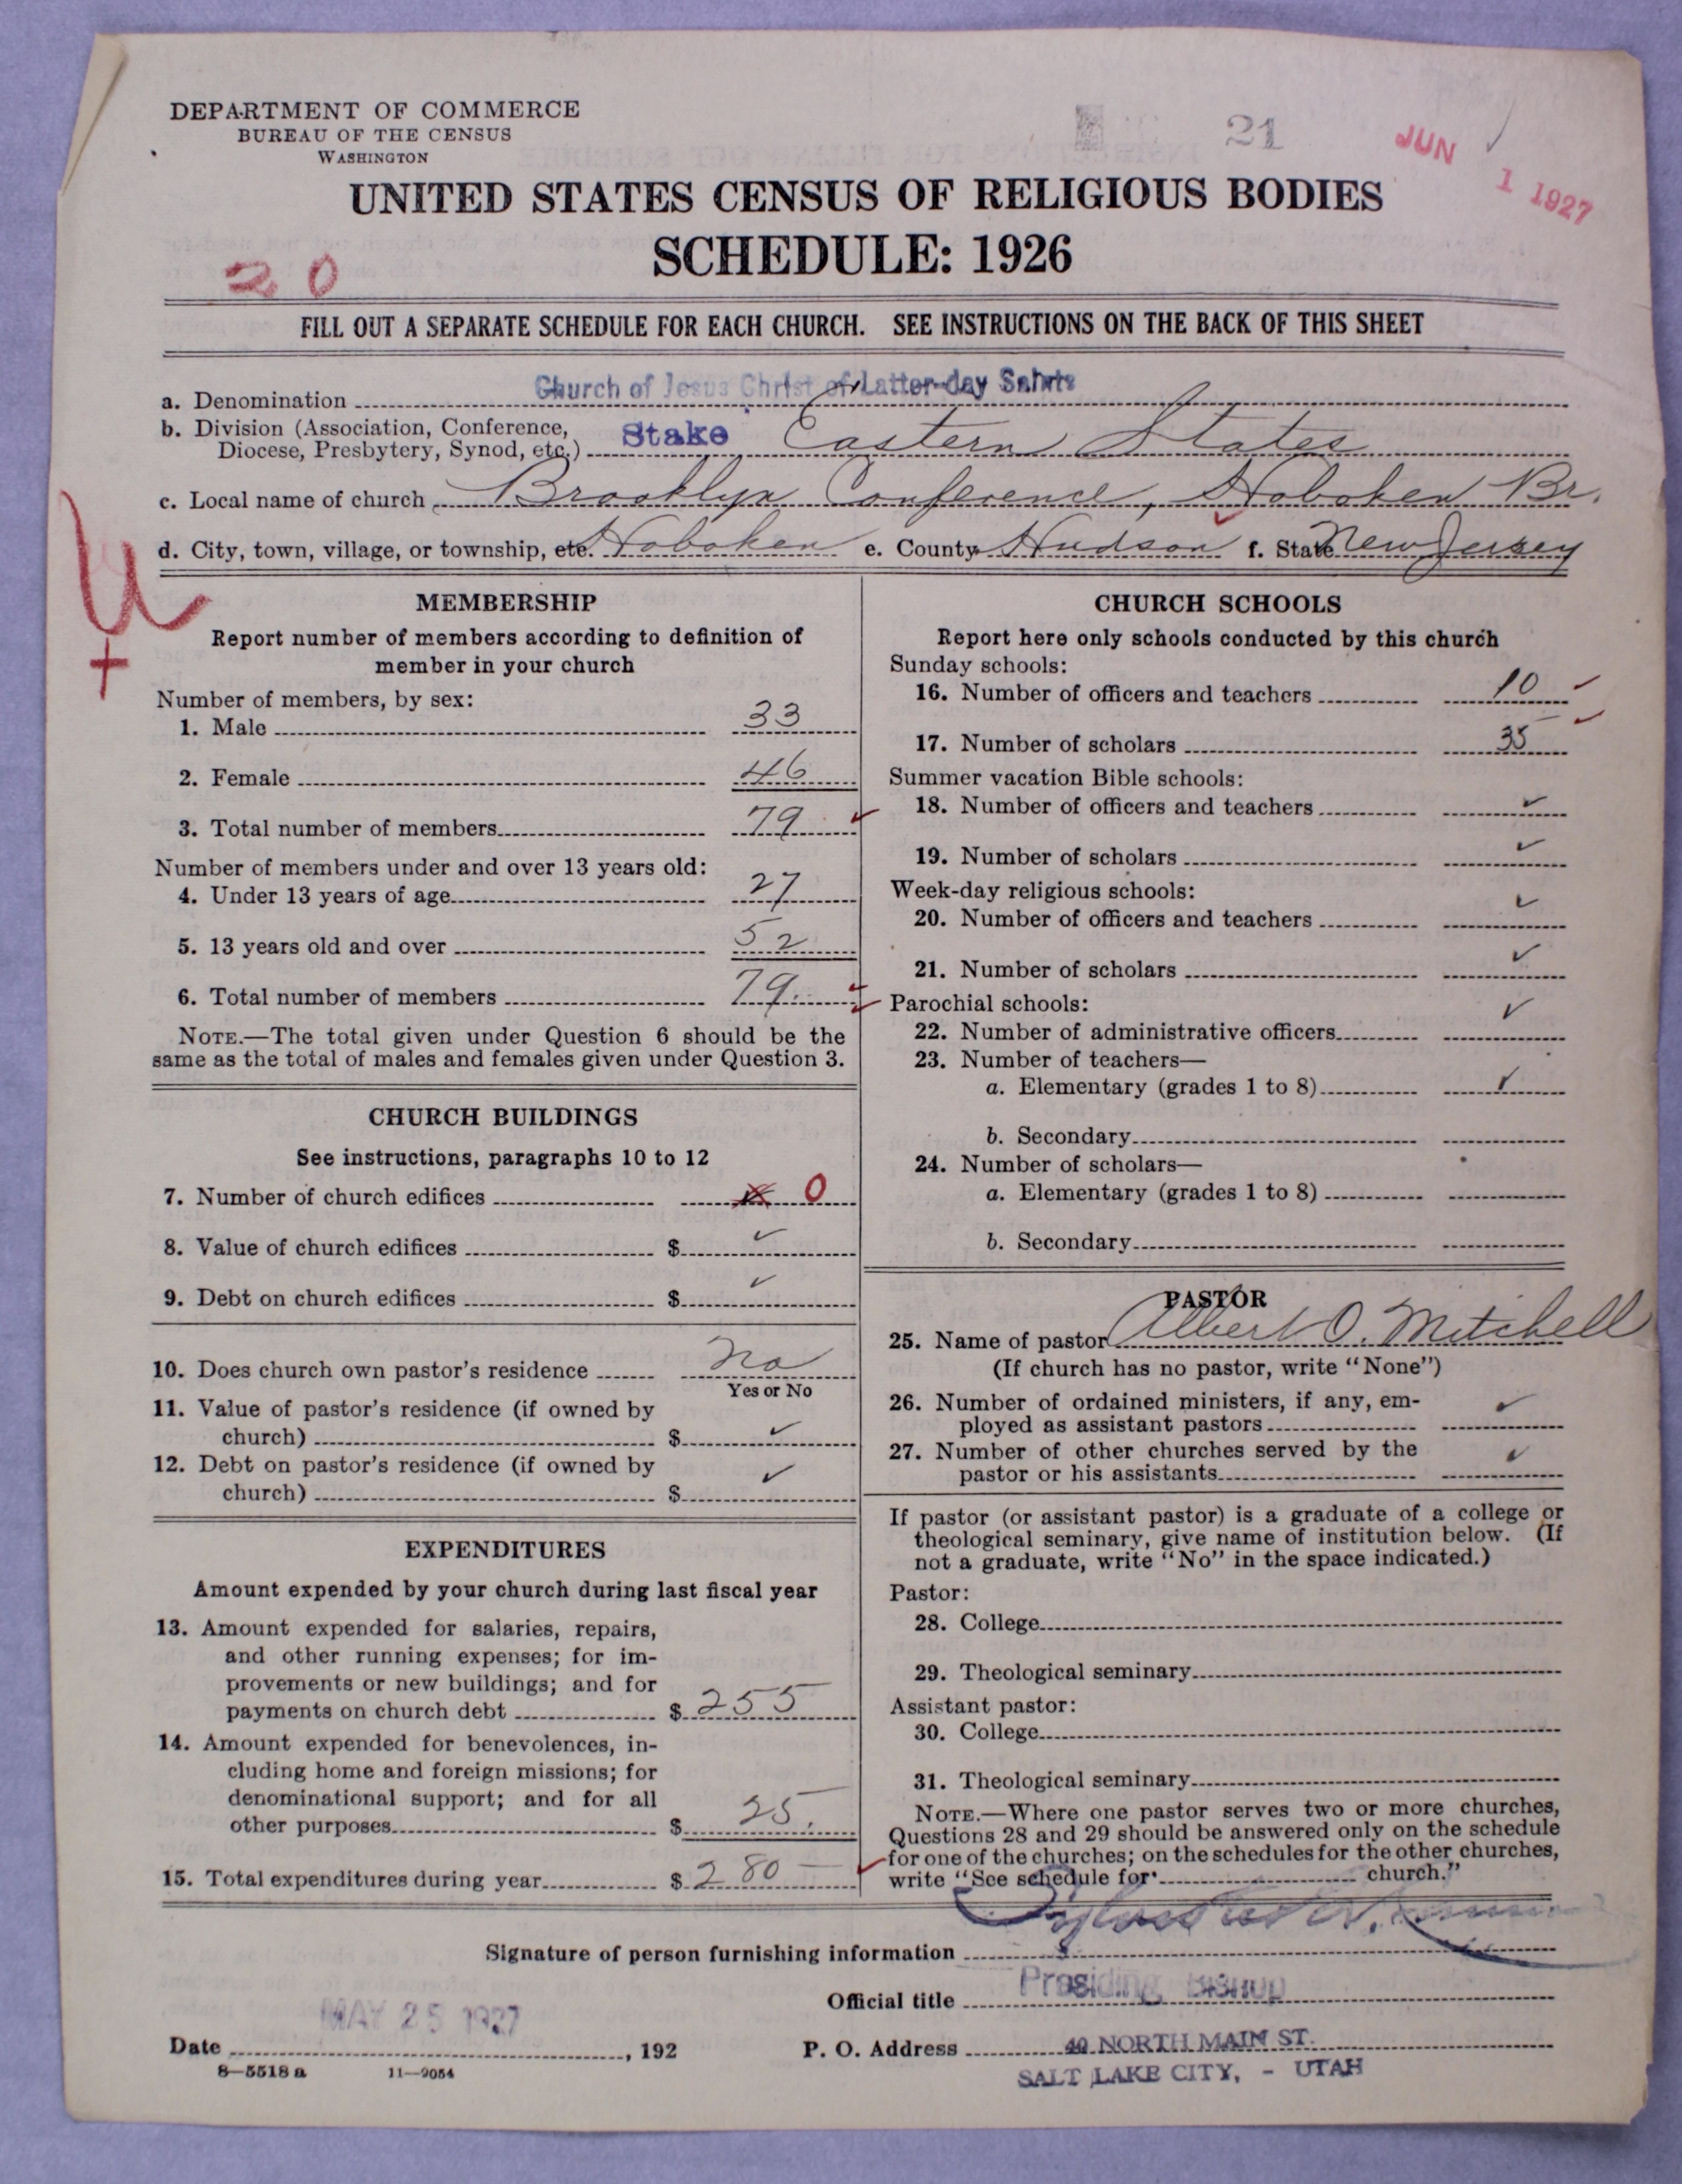 DEPARTMENT OF COMMERCE
BUREAU OF THE CENSUS
WASHINGTON
21
JUN 1 1927
UNITED STATES CENSUS OF RELIGIOUS BODIES
SCHEDULE: 1926
20
FILL OUT A SEPARATE SCHEDULE FOR EACH CHURCH. SEE INSTRUCTIONS ON THE BACK OF THIS SHEET
a. Denomination Church of Jesus Christ of Latter-day Saints
b. Division (Association, Conference,
Diocese, Presbytery, Synod, etc.) Stake Eastern States
c. Local name of church Brooklyn Conference, Hoboken Br.
d. City, town, village, or township, etc. Hoboken e. County Hudson f. State New Jersey
MEMBERSHIP
Report number of members according to definition of
member in your church
Number of members, by sex:
1. Male 33
2. Female 46
3. Total number of members 79
Number of members under and over 13 years old:
4. Under 13 years of age 27
5. 13 years old and over 52
6. Total number of members 79.
NOTE.—The total given under Question 6 should be the
same as the total of males and females given under Question 3.
CHURCH BUILDINGS
See instructions, paragraphs 10 to 12
7. Number of church edifices 0
8. Value of church edifices $ ✓
9. Debt on church edifices $ ✓
10. Does church own pastor's residence no
Yes or No
11. Value of pastor's residence (if owned by
church) $ ✓
12. Debt on pastor's residence (if owned by
church) $ ✓
EXPENDITURES
Amount expended by your church during last fiscal year
13. Amount expended for salaries, repairs,
and other running expenses; for im-
provements or new buildings; and for
payments on church debt $ 255
14. Amount expended for benevolences, in-
cluding home and foreign missions; for
denominational support; and for all
other purposes $ 25.
15. Total expenditures during year $ 280 —
CHURCH SCHOOLS
Report here only schools conducted by this church
Sunday schools:
16. Number of officers and teachers 10 ✓
17. Number of scholars 35 ✓
Summer vacation Bible schools:
18. Number of officers and teachers ✓
19. Number of scholars ✓
Week-day religious schools:
20. Number of officers and teachers ✓
21. Number of scholars ✓
Parochial schools:
22. Number of administrative officers ✓
23. Number of teachers—
a. Elementary (grades 1 to 8) ✓
b. Secondary
24. Number of scholars—
a. Elementary (grades 1 to 8)
b. Secondary
PASTOR
25. Name of pastor Albert O. Mitchell
(If church has no pastor, write "None")
26. Number of ordained ministers, if any, em-
ployed as assistant pastors ✓
27. Number of other churches served by the
pastor or his assistants ✓
If pastor (or assistant pastor) is a graduate of a college or
theological seminary, give name of institution below. (If
not a graduate, write "No" in the space indicated.)
Pastor:
28. College
29. Theological seminary
Assistant pastor:
30. College
31. Theological seminary
NOTE.—Where one pastor serves two or more churches,
Questions 28 and 29 should be answered only on the schedule
for one of the churches; on the schedules for the other churches,
write "See schedule for church."
Signature of person furnishing information
Official title Presiding Bishop
Date MAY 25 1927, 192
P. O. Address 40 NORTH MAIN ST.
SALT LAKE CITY, - UTAH
8—5518 a 11—9054